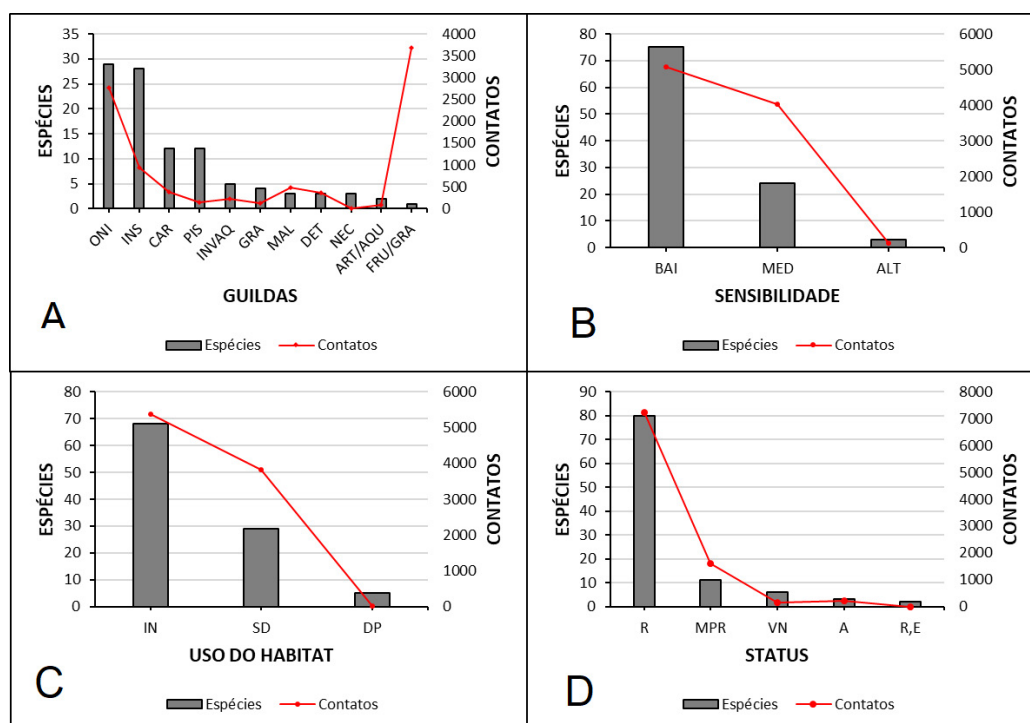 35
30
25
20
15
10
5
0
ESPÉCIES
4000
3500
3000
2500
2000
1500
1000
500
0
CONTATOS
ONI INS CAR PIS INVAQ GRA MAL DET NEC ART/AQU FRU/GRA
GUILDAS
A
Espécies Contatos
80
70
60
50
40
30
20
10
0
ESPÉCIES
6000
5000
4000
3000
2000
1000
0
CONTATOS
BAI MED ALT
SENSIBILIDADE
B
Espécies Contatos
80
70
60
50
40
30
20
10
0
ESPÉCIES
6000
5000
4000
3000
2000
1000
0
CONTATOS
IN SD DP
USO DO HABITAT
C
Espécies Contatos
90
80
70
60
50
40
30
20
10
0
ESPÉCIES
8000
7000
6000
5000
4000
3000
2000
1000
0
CONTATOS
R MPR VN A R,E
STATUS
D
Espécies Contatos